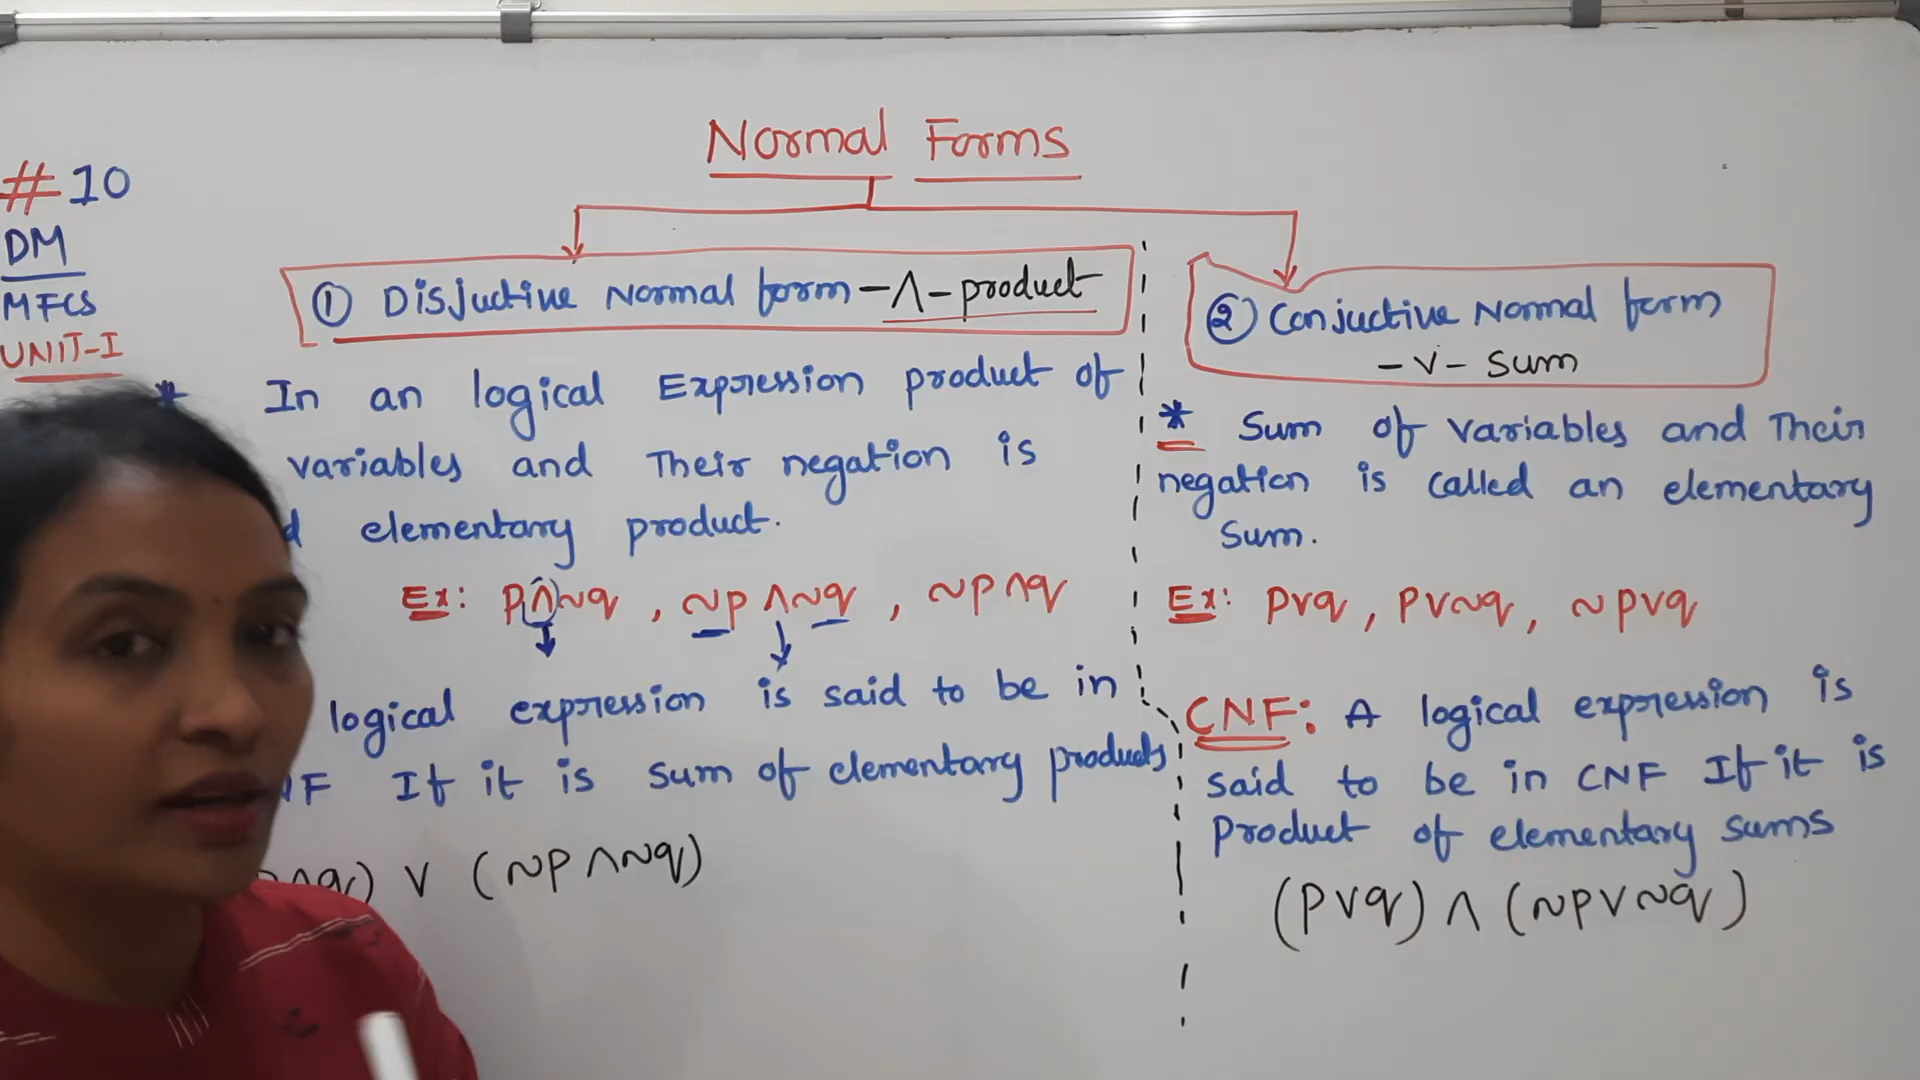 Normal Forms
#10
DM
MFCS
UNIT-I
① Disjuctive Normal form -∧- product
* In an logical Expression product of
variables and Their negation is
elementary product.
Ex: p∧~q , ~p∧~q , ~p∧q
logical expression is said to be in
If it is sum of elementary products
∧q) ∨ (~p∧~q)
② Conjuctive Normal form
-∨- sum
* Sum of variables and Their
negation is called an elementary
Sum.
Ex: p∨q , p∨~q , ~p∨q
CNF: A logical expression is
said to be in CNF If it is
product of elementary sums
(p∨q) ∧ (~p∨~q)